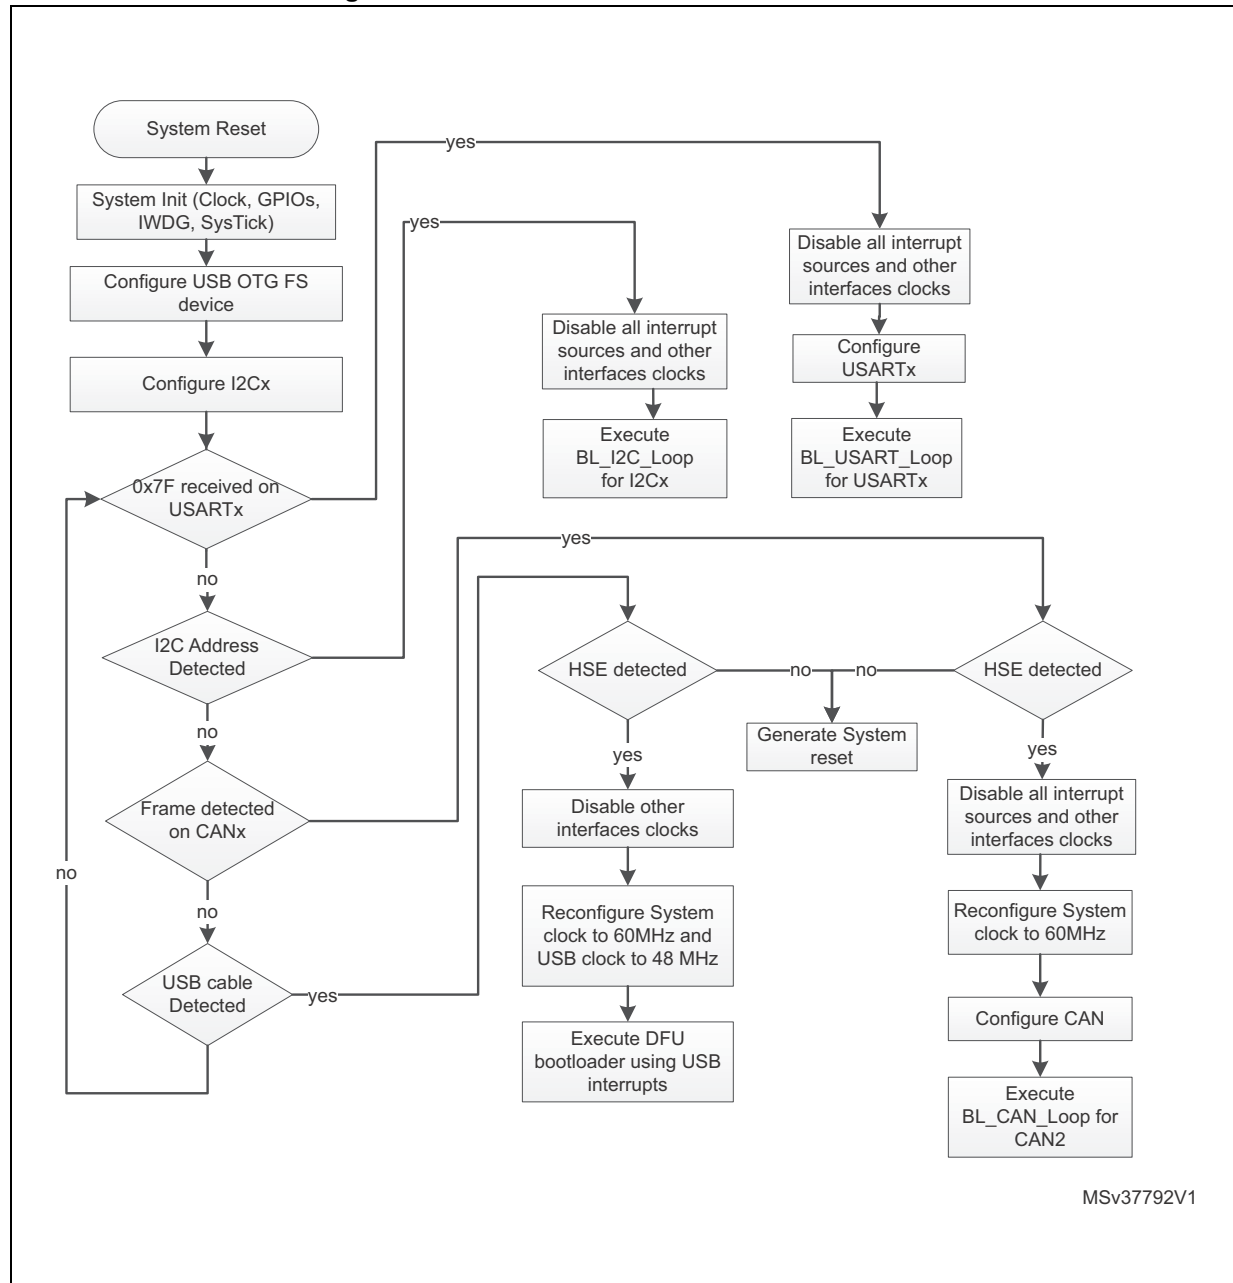 System Reset
System Init (Clock, GPIOs,
IWDG, SysTick)
Configure USB OTG FS
device
Configure I2Cx
0x7F received on
USARTx
no
I2C Address
Detected
no
Frame detected
on CANx
no
USB cable
Detected
no
yes
yes
Disable all interrupt
sources and other
interfaces clocks
Execute
BL_I2C_Loop
for I2Cx
yes
Disable all interrupt
sources and other
interfaces clocks
Configure
USARTx
Execute
BL_USART_Loop
for USARTx
yes
HSE detected
no
no
HSE detected
Generate System
reset
yes
Disable other
interfaces clocks
Reconfigure System
clock to 60MHz and
USB clock to 48 MHz
Execute DFU
bootloader using USB
interrupts
yes
Disable all interrupt
sources and other
interfaces clocks
Reconfigure System
clock to 60MHz
Configure CAN
Execute
BL_CAN_Loop for
CAN2
MSv37792V1